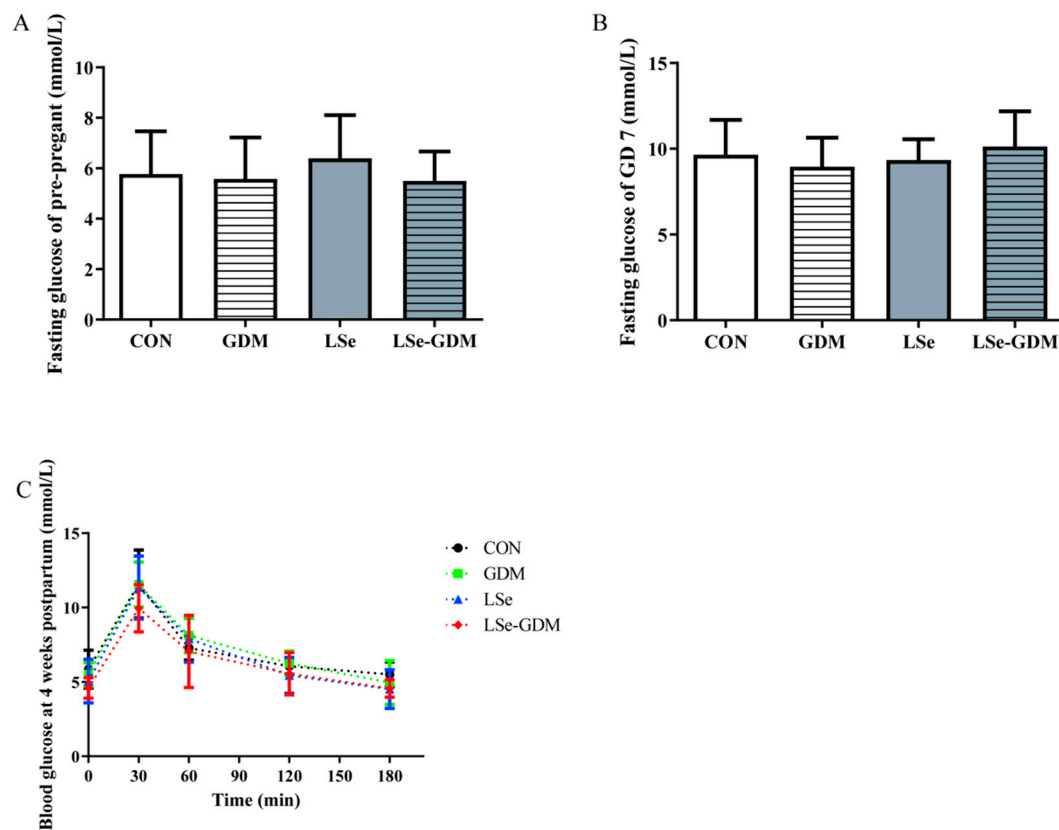 A
Fasting glucose of pre-pregant (mmol/L)
10
8
6
4
2
0
CON GDM LSe LSe-GDM
B
Fasting glucose of GD 7 (mmol/L)
15
10
5
0
CON GDM LSe LSe-GDM
C
Blood glucose at 4 weeks postpartum (mmol/L)
15
10
5
0
0 30 60 90 120 150 180
Time (min)
CON
GDM
LSe
LSe-GDM